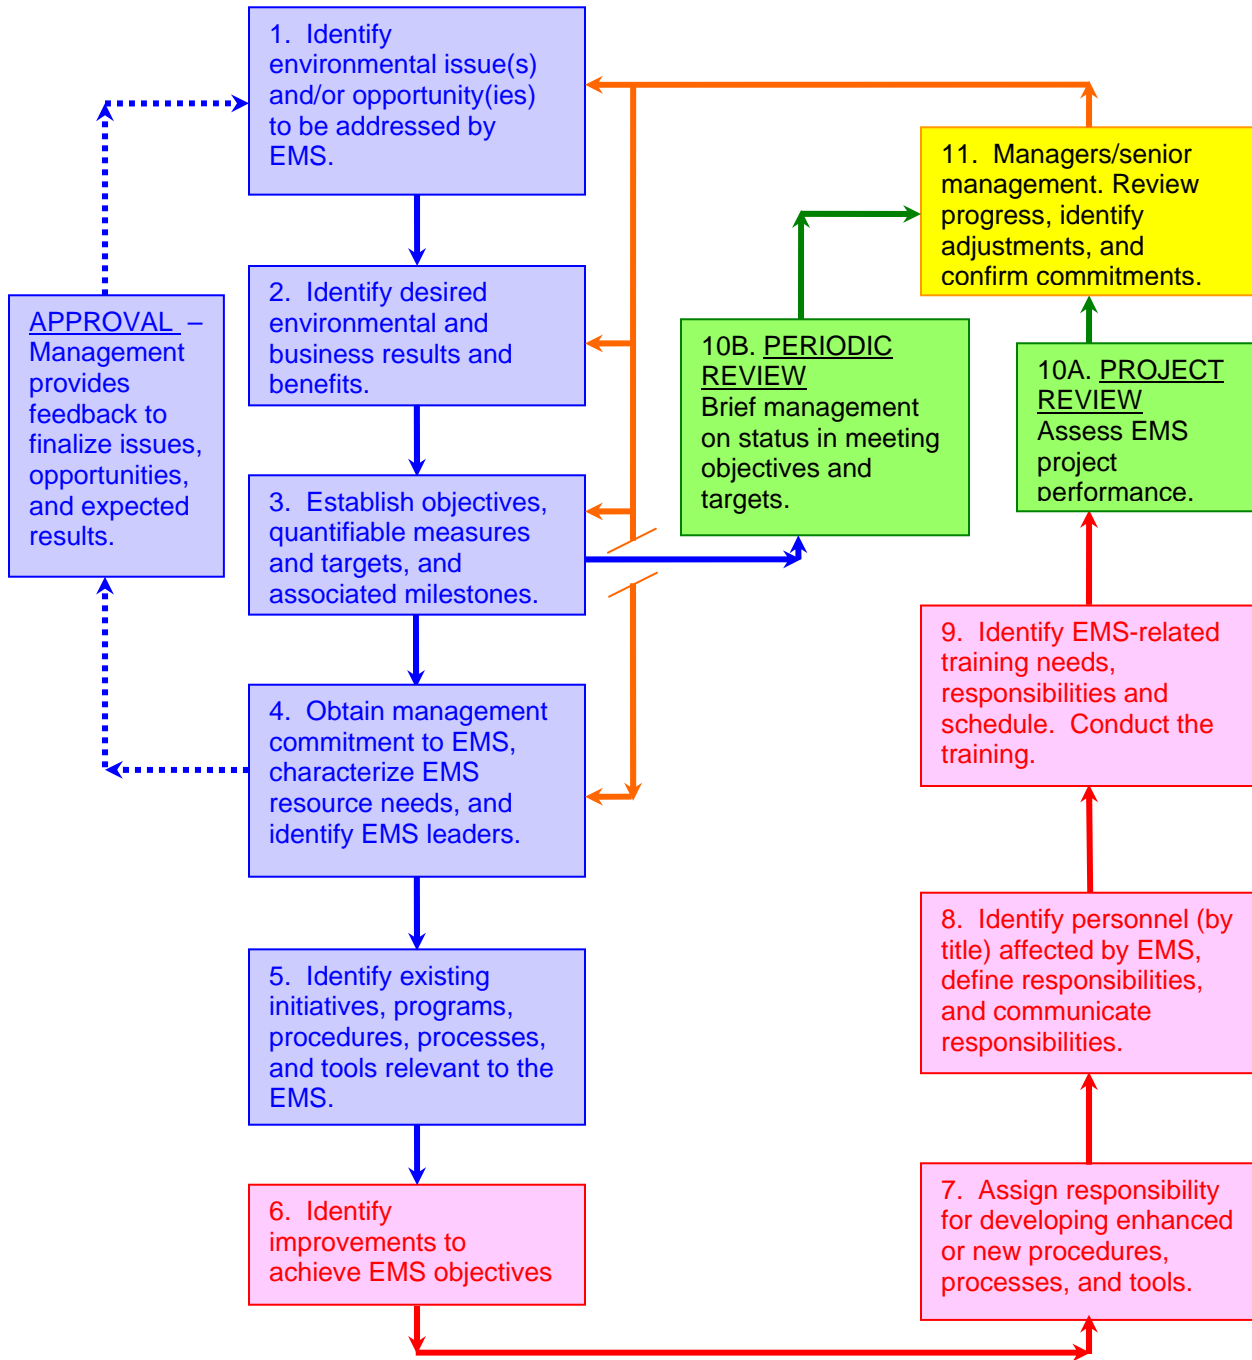 1. Identify
environmental issue(s)
and/or opportunity(ies)
to be addressed by
EMS.
2. Identify desired
environmental and
business results and
benefits.
3. Establish objectives,
quantifiable measures
and targets, and
associated milestones.
4. Obtain management
commitment to EMS,
characterize EMS
resource needs, and
identify EMS leaders.
5. Identify existing
initiatives, programs,
procedures, processes,
and tools relevant to the
EMS.
6. Identify
improvements to
achieve EMS objectives
APPROVAL –
Management
provides
feedback to
finalize issues,
opportunities,
and expected
results.
7. Assign responsibility
for developing enhanced
or new procedures,
processes, and tools.
8. Identify personnel (by
title) affected by EMS,
define responsibilities,
and communicate
responsibilities.
9. Identify EMS-related
training needs,
responsibilities and
schedule. Conduct the
training.
10A. PROJECT
REVIEW
Assess EMS
project
performance.
10B. PERIODIC
REVIEW
Brief management
on status in meeting
objectives and
targets.
11. Managers/senior
management. Review
progress, identify
adjustments, and
confirm commitments.